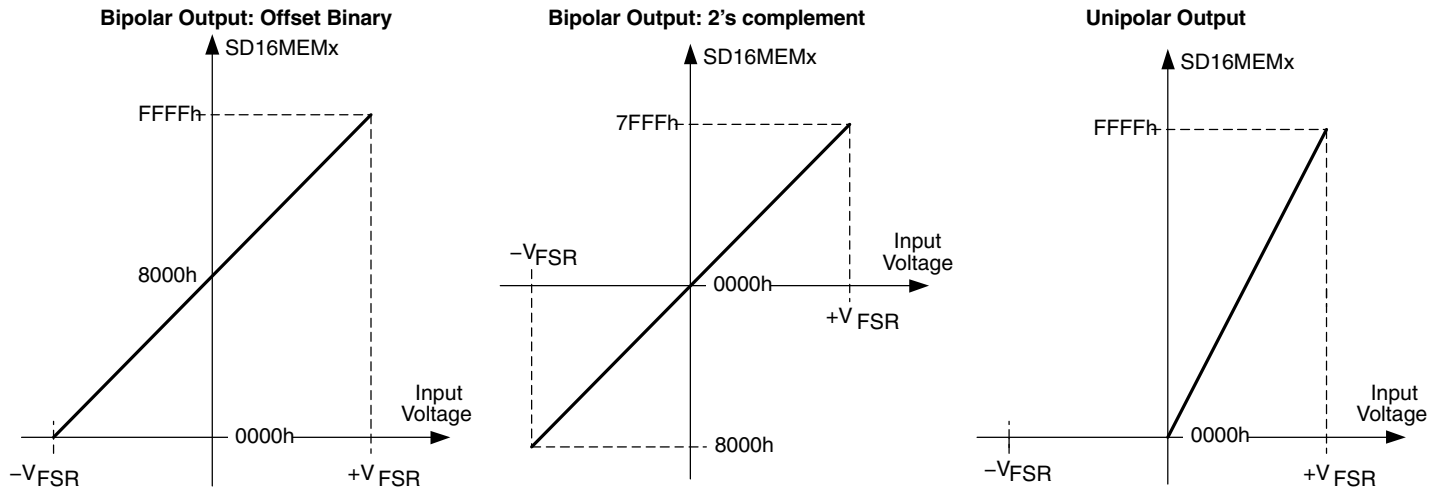 Bipolar Output: Offset Binary
SD16MEMx
FFFFh
8000h
Input
Voltage
0000h
–VFSR
+VFSR
Bipolar Output: 2's complement
SD16MEMx
7FFFh
–VFSR
Input
Voltage
0000h
+VFSR
8000h
Unipolar Output
SD16MEMx
FFFFh
Input
Voltage
0000h
–VFSR
+VFSR